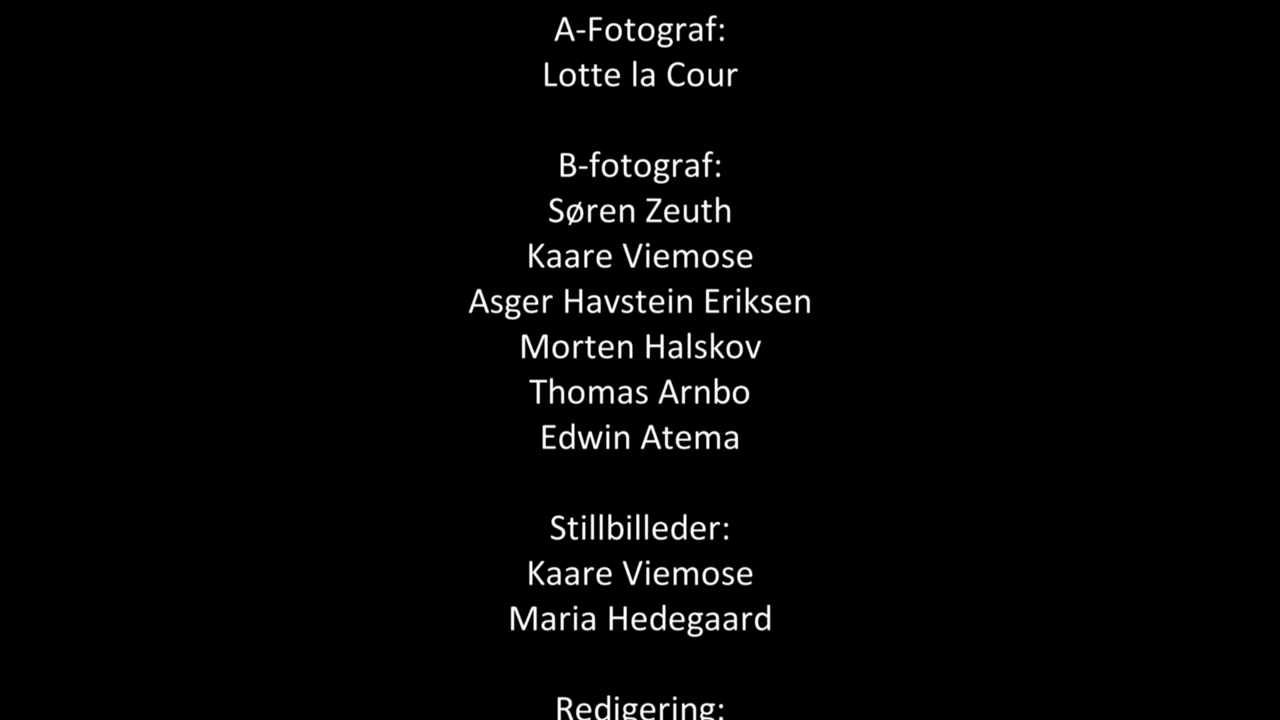 A-Fotograf:
Lotte la Cour
B-fotograf:
Søren Zeuth
Kaare Viemose
Asger Havstein Eriksen
Morten Halskov
Thomas Arnbo
Edwin Atema
Stillbilleder:
Kaare Viemose
Maria Hedegaard
Redigering: